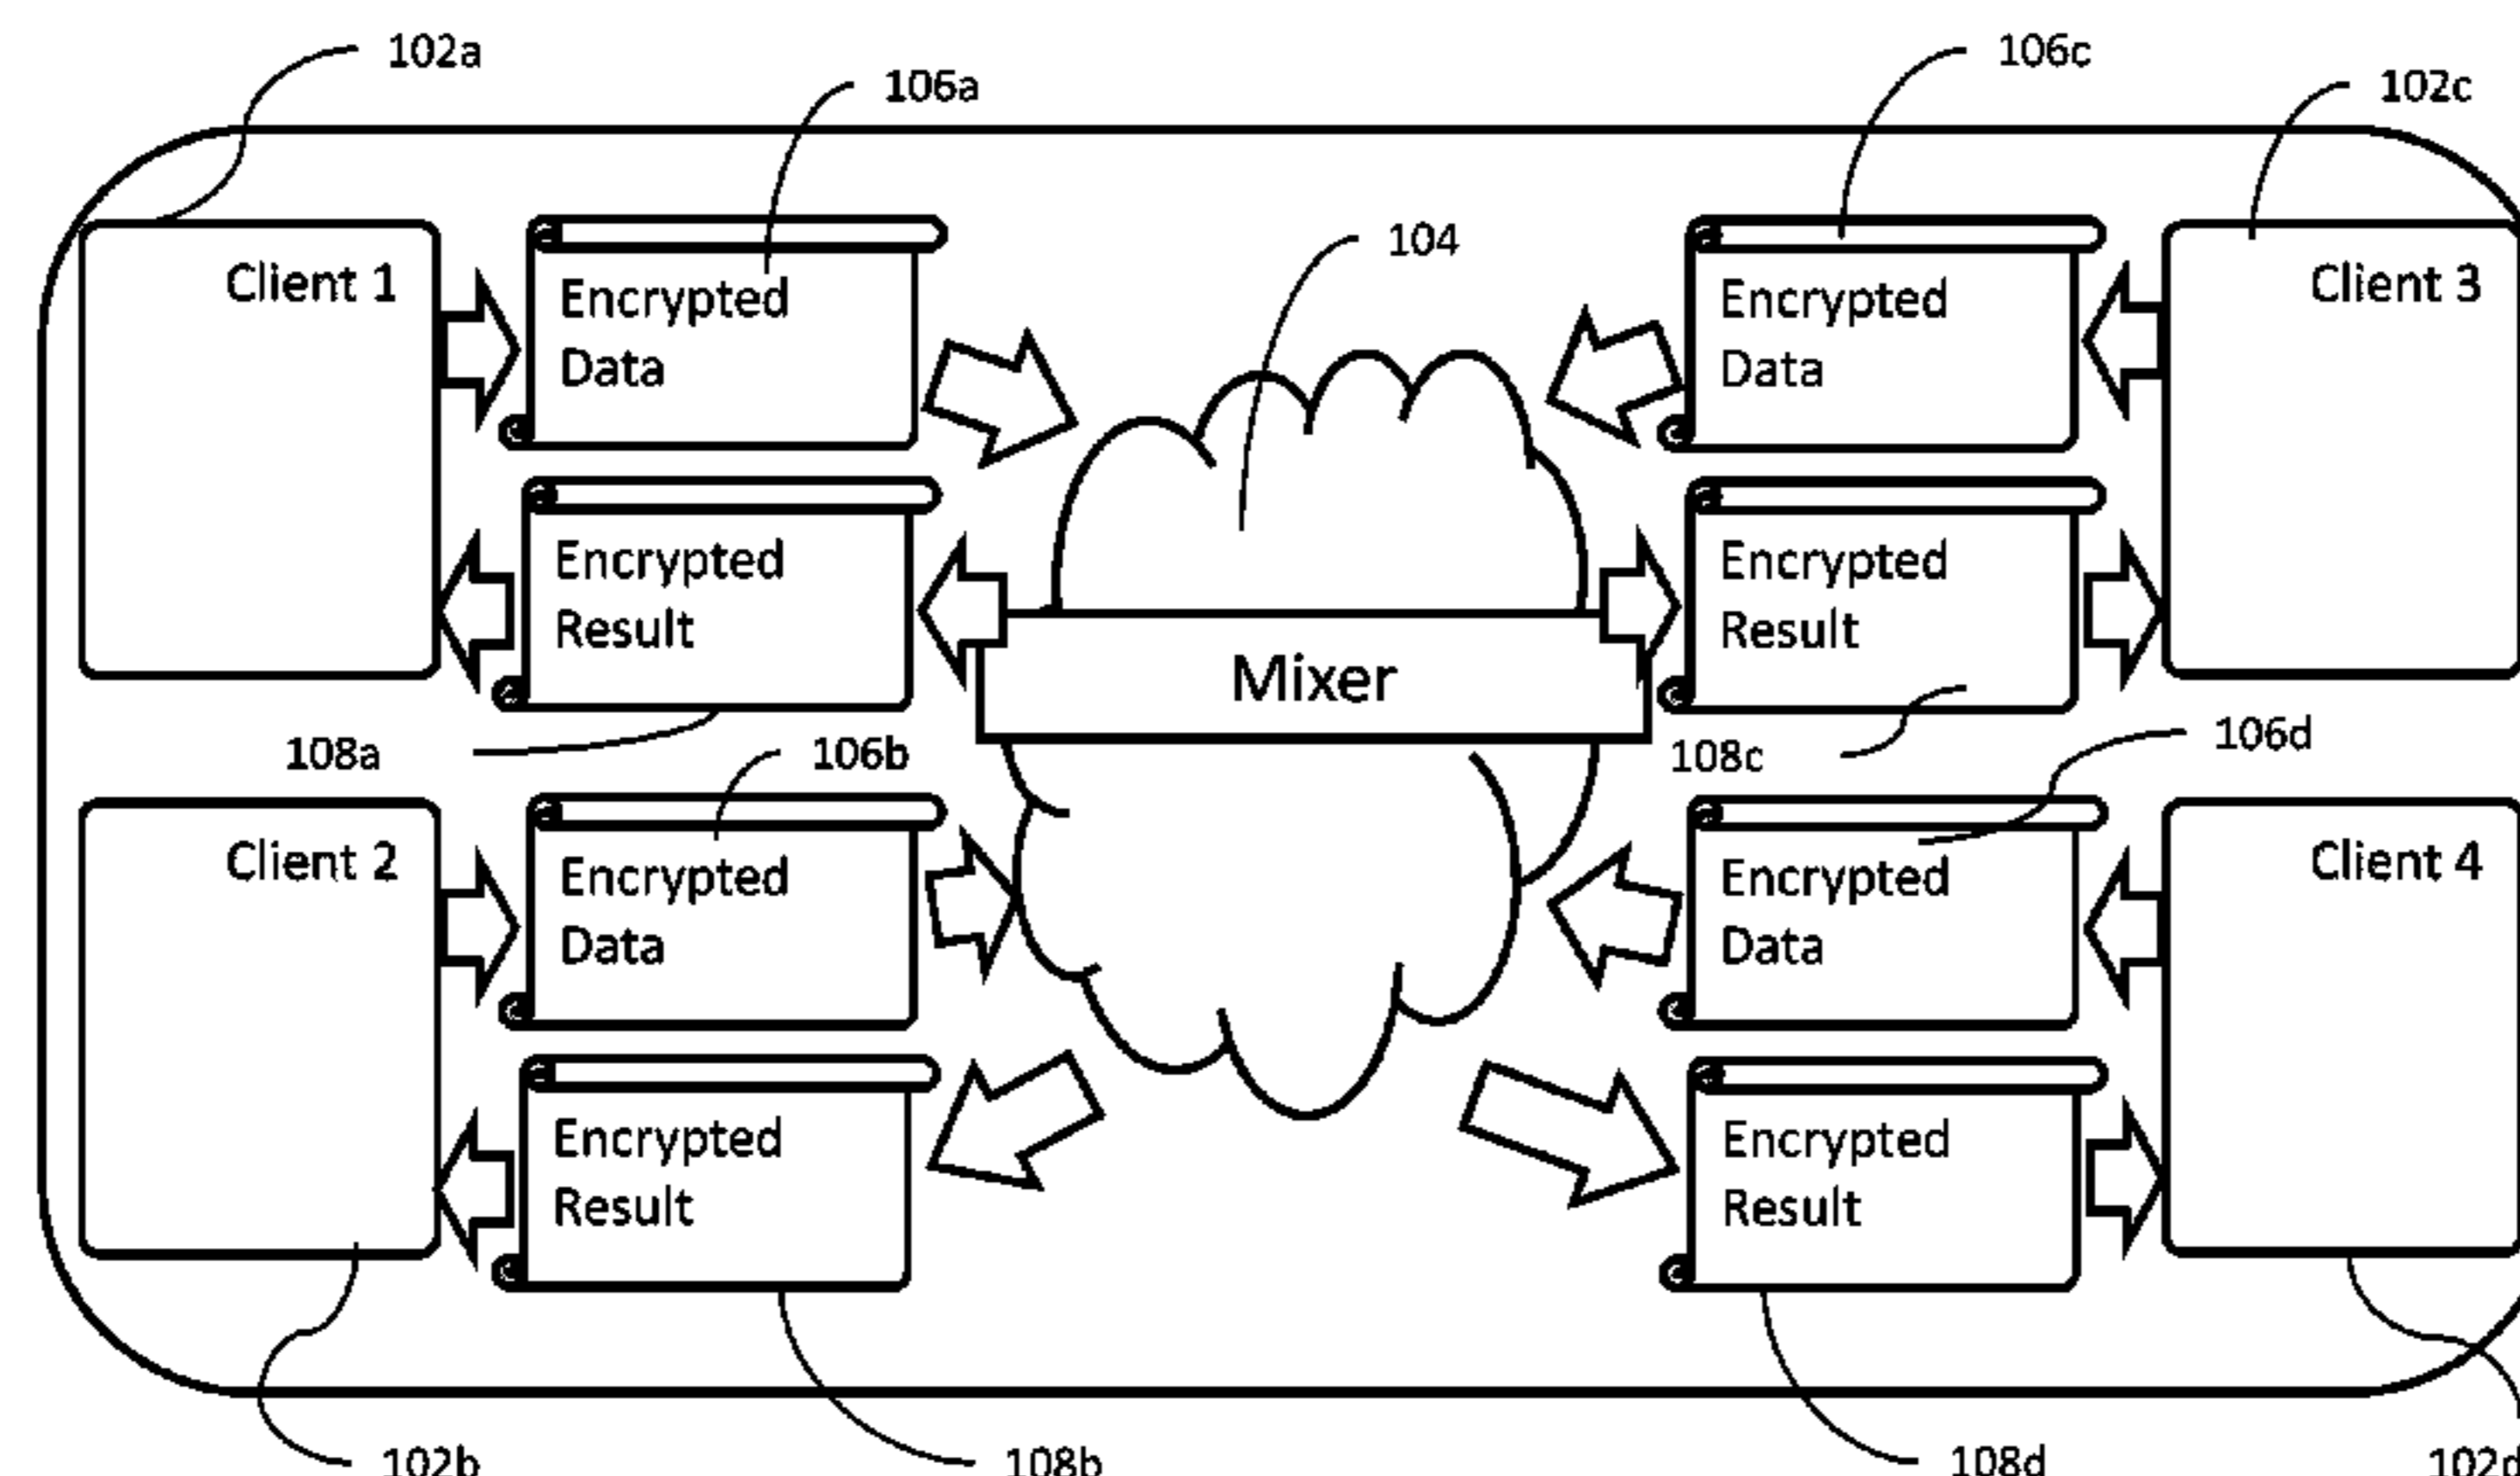 102a
106a
106c
102c
104
Client 1
Encrypted
Data
Encrypted
Data
Client 3
Encrypted
Result
Mixer
Encrypted
Result
108a
106b
108c
106d
Client 2
Encrypted
Data
Encrypted
Data
Client 4
Encrypted
Result
Encrypted
Result
102b
108b
108d
102d